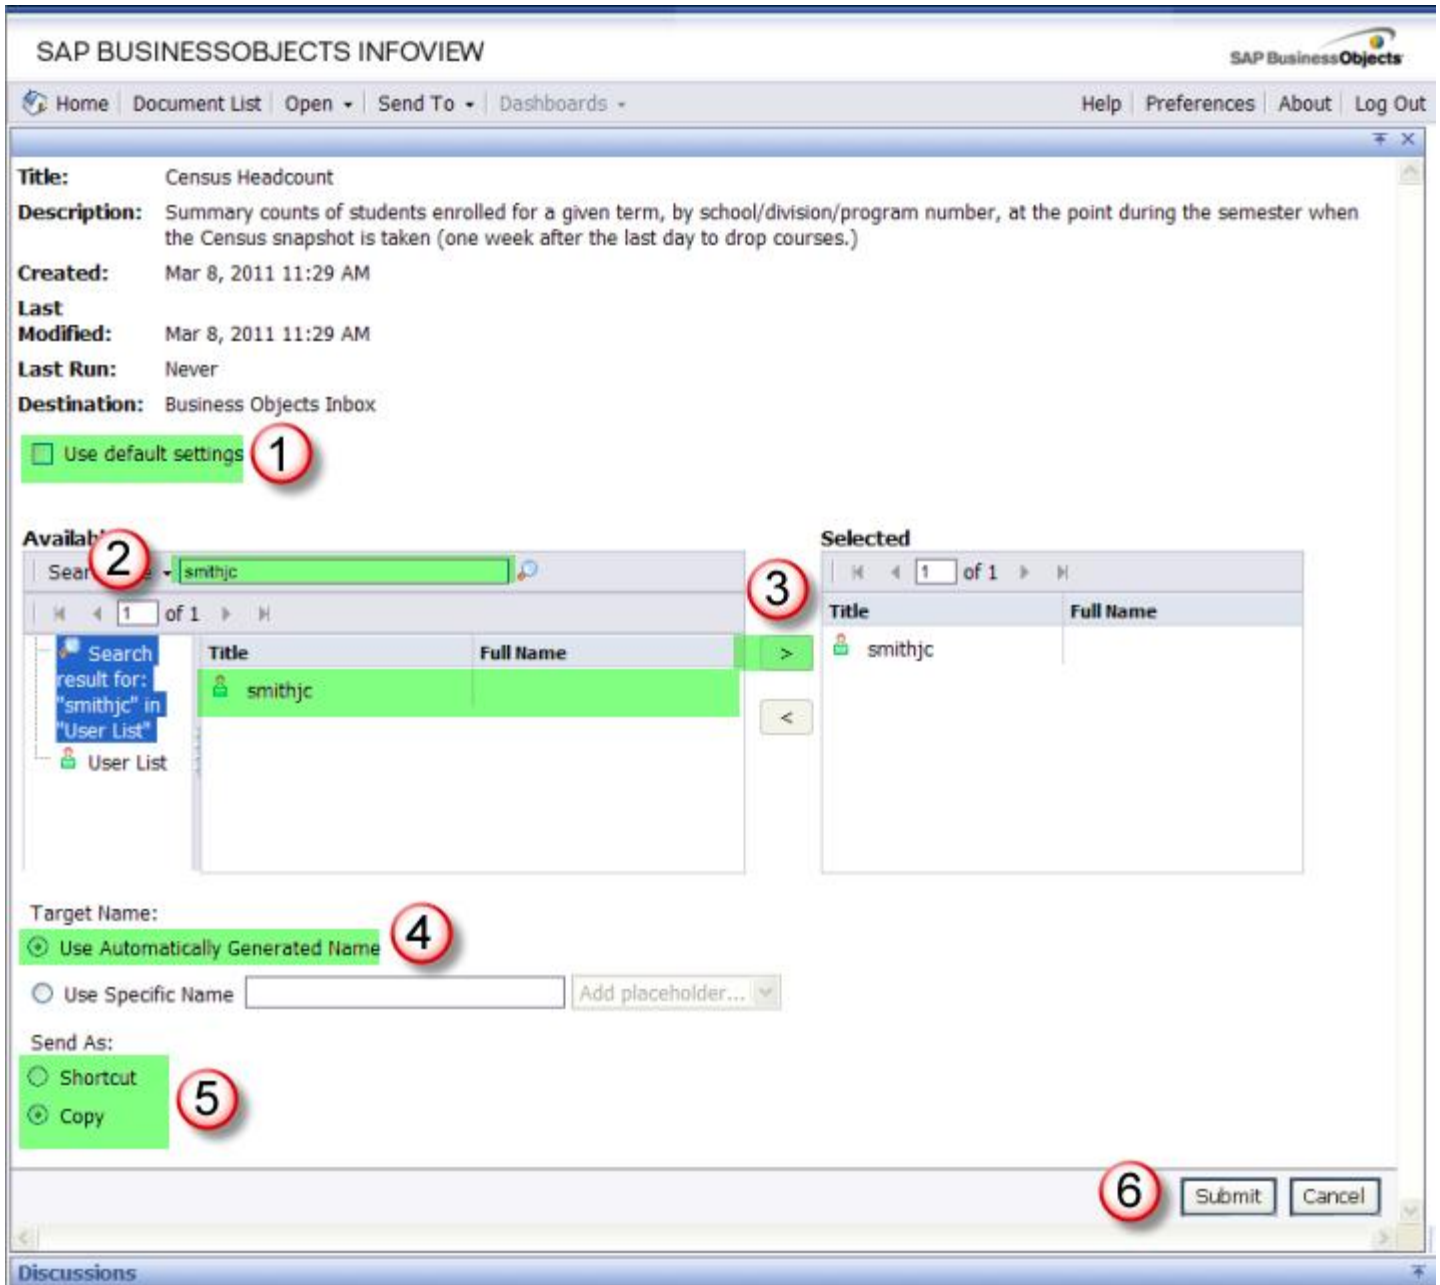 SAP BUSINESSOBJECTS INFOVIEW
SAP BusinessObjects
Home Document List Open Send To Dashboards Help Preferences About Log Out
Title: Census Headcount
Description: Summary counts of students enrolled for a given term, by school/division/program number, at the point during the semester when
the Census snapshot is taken (one week after the last day to drop courses.)
Created: Mar 8, 2011 11:29 AM
Last
Modified: Mar 8, 2011 11:29 AM
Last Run: Never
Destination: Business Objects Inbox
Use default settings 1
2
smithjc
1 of 1
Search
result for:
"smithjc" in
"User List"
User List
Title Full Name
smithjc
3
>
<
Selected
1 of 1
Title Full Name
smithjc
Target Name:
Use Automatically Generated Name 4
Use Specific Name Add placeholder...
Send As:
Shortcut
Copy
5
6 Submit Cancel
Discussions